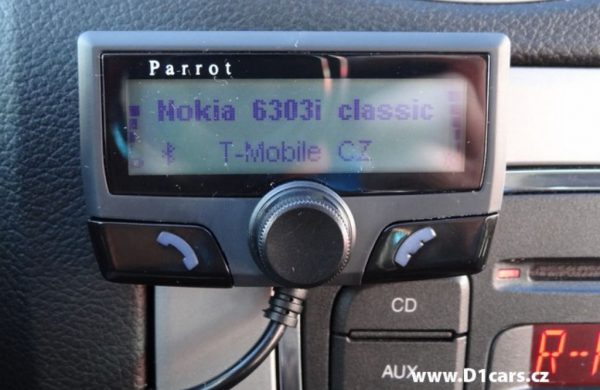 Parrot
Nokia 6303i classic
T-Mobile CZ
CD
AUX
www.D1cars.cz